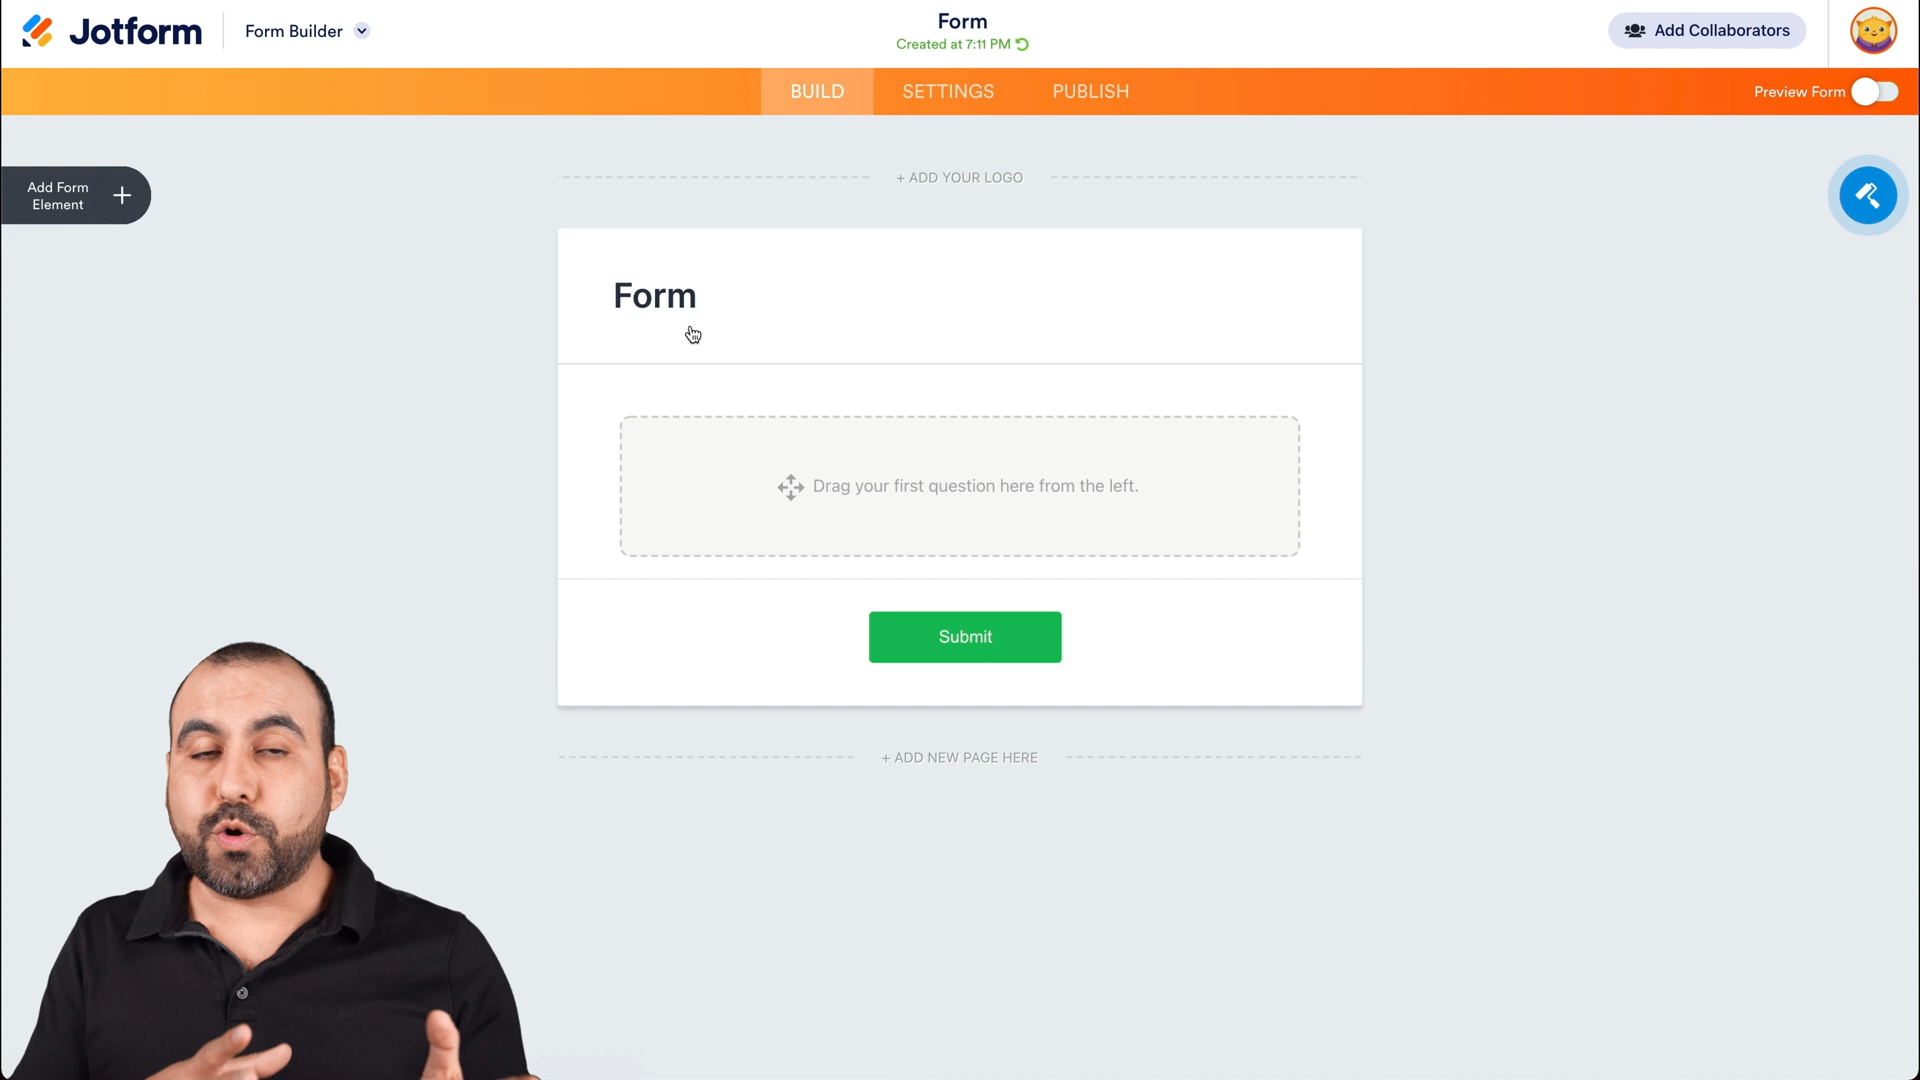 Jotform
Form Builder
Form
Created at 7:11 PM
Add Collaborators
BUILD
SETTINGS
PUBLISH
Preview Form
Add Form
Element
+ ADD YOUR LOGO
Form
Drag your first question here from the left.
Submit
+ ADD NEW PAGE HERE